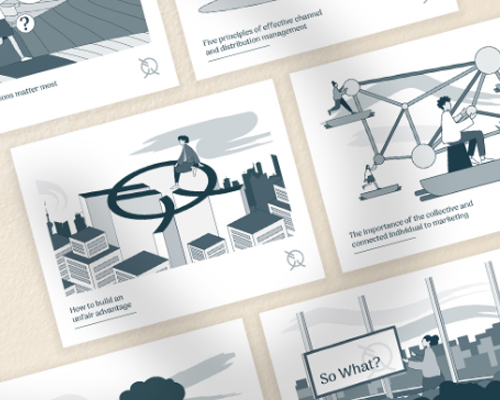 ?
ons matter most
Five principles of effective channel
and distribution management
How to build an
unfair advantage
The importance of the collective and
connected individual to marketing
So What?